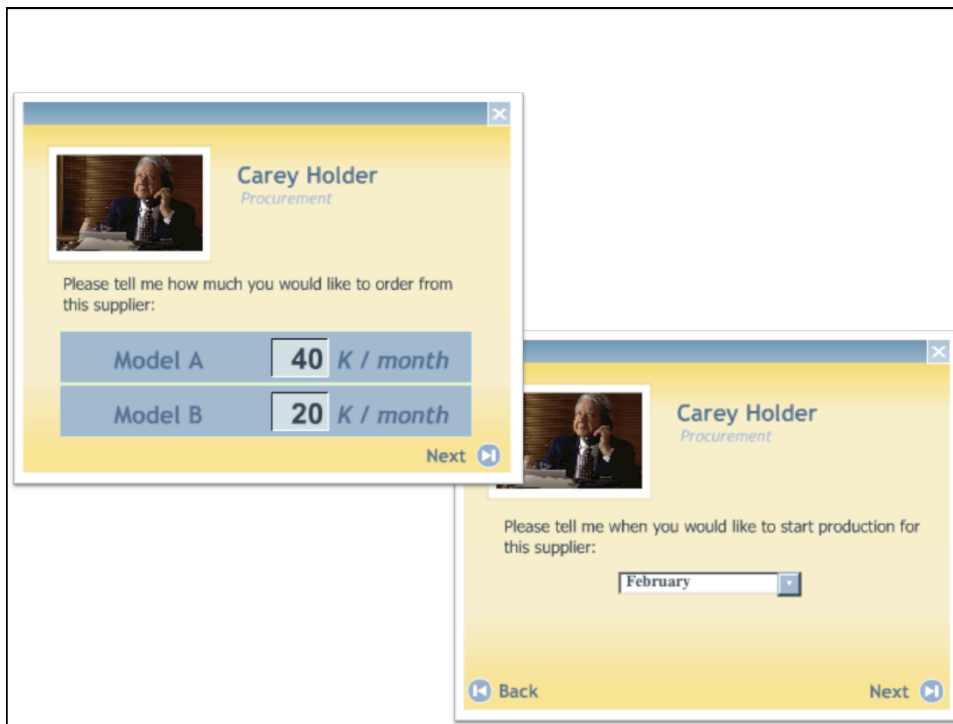 Carey Holder
Procurement
Please tell me how much you would like to order from
this supplier:
Model A 40 K / month
Model B 20 K / month
Next
Carey Holder
Procurement
Please tell me when you would like to start production for
this supplier:
February
Back Next